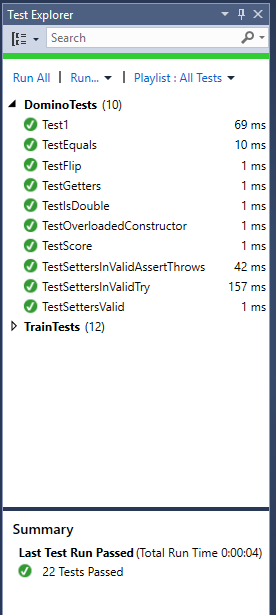 Test Explorer
Search
Run All | Run... Playlist : All Tests
DominoTests (10)
Test1 69 ms
TestEquals 10 ms
TestFlip 1 ms
TestGetters 1 ms
TestIsDouble 1 ms
TestOverloadedConstructor 1 ms
TestScore 1 ms
TestSettersInValidAssertThrows 42 ms
TestSettersInValidTry 157 ms
TestSettersValid 1 ms
TrainTests (12)
Summary
Last Test Run Passed (Total Run Time 0:00:04)
22 Tests Passed